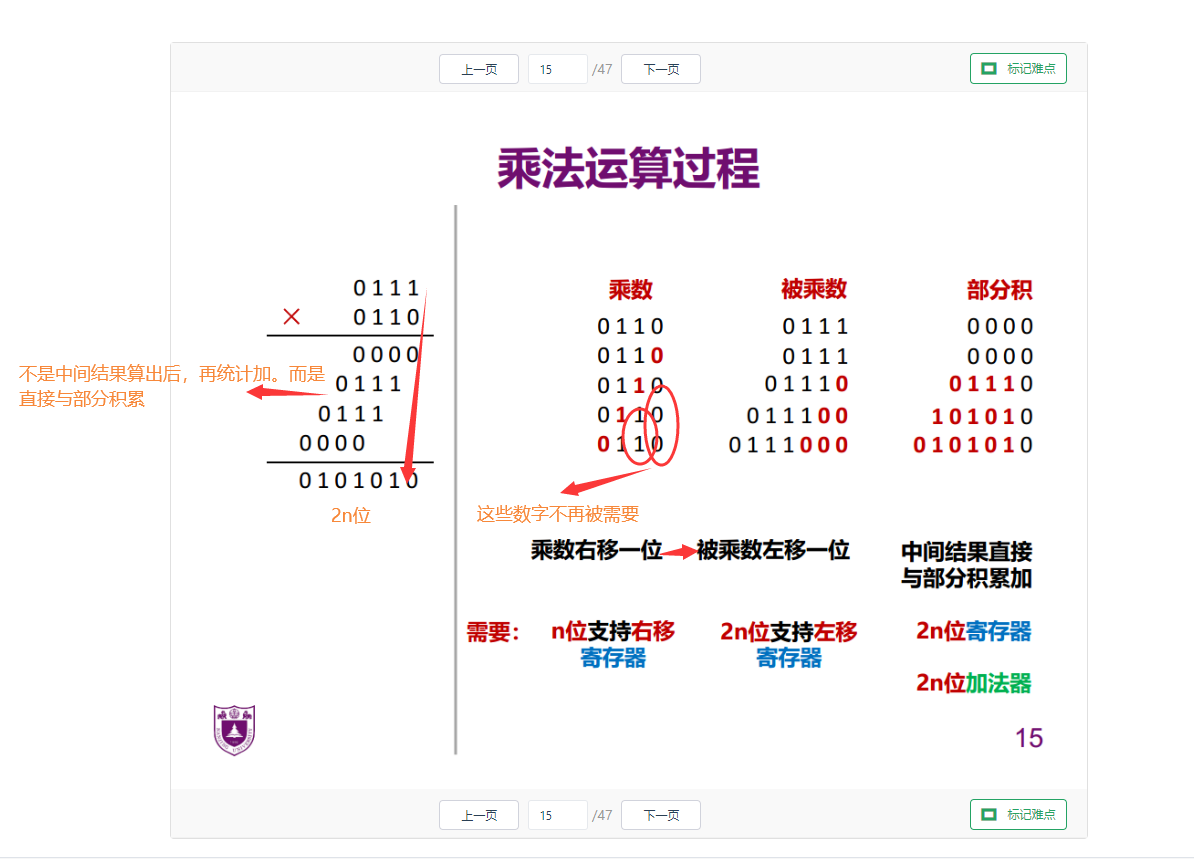 上一页 15 /47 下一页 标记难点
乘法运算过程
0111
× 0110
0000
0111
0111
0000
0101010
2n位
不是中间结果算出后，再统计加。而是
直接与部分积累
乘数 被乘数 部分积
0110 0111 0000
0110 0111 0000
0110 01110 01110
0110 011100 1010100
0110 0111000 0101010
这些数字不再被需要
乘数右移一位 被乘数左移一位 中间结果直接
与部分积累加
需要： n位支持右移 2n位支持左移 2n位寄存器
寄存器 寄存器
2n位加法器
15
上一页 15 /47 下一页 标记难点